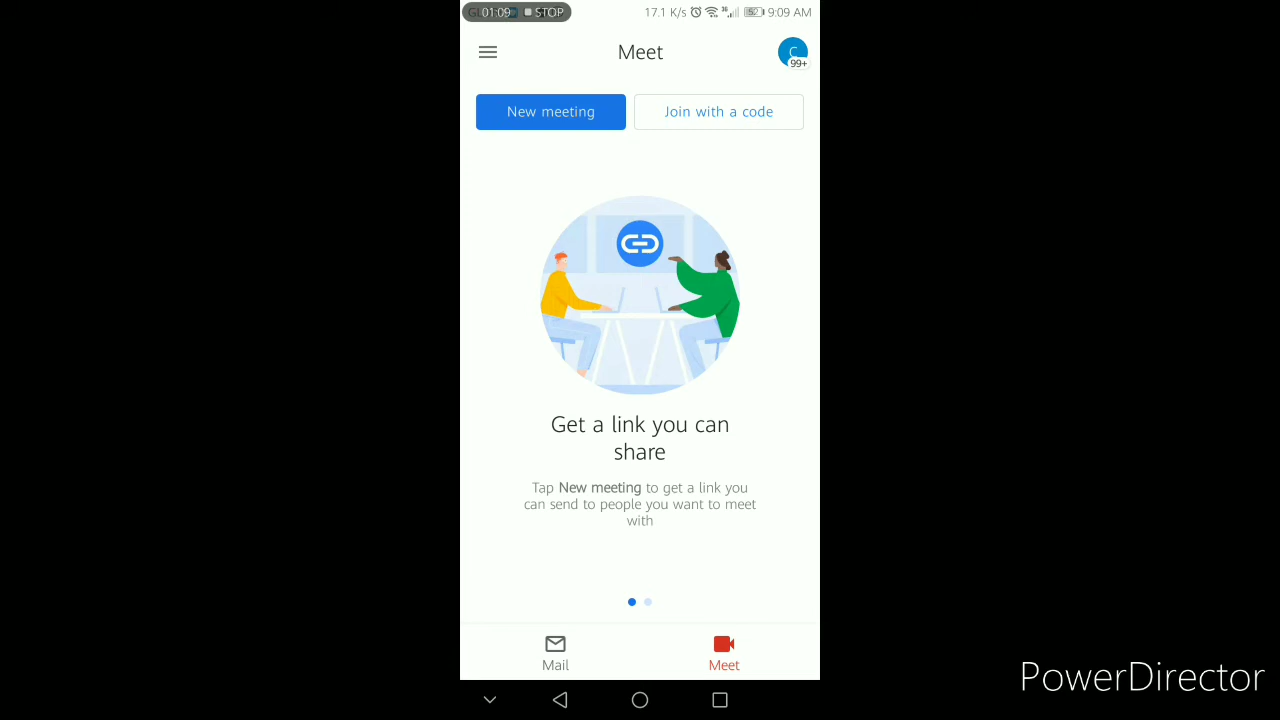 01:09 STOP 17.1 K/s 3G 52 9:09 AM
Meet
C
99+
New meeting
Join with a code
Get a link you can
share
Tap New meeting to get a link you
can send to people you want to meet
with
Mail
Meet
PowerDirector